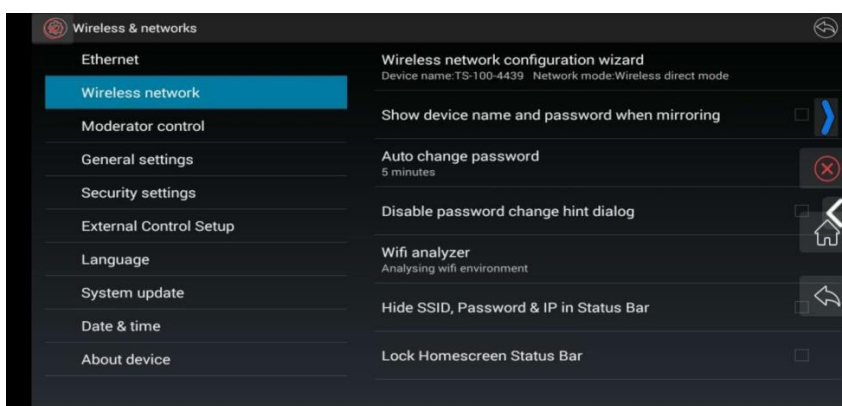 Wireless & networks
Ethernet
Wireless network
Moderator control
General settings
Security settings
External Control Setup
Language
System update
Date & time
About device
Wireless network configuration wizard
Device name:TS-100-4439 Network mode:Wireless direct mode
Show device name and password when mirroring
Auto change password
5 minutes
Disable password change hint dialog
Wifi analyzer
Analysing wifi environment
Hide SSID, Password & IP in Status Bar
Lock Homescreen Status Bar